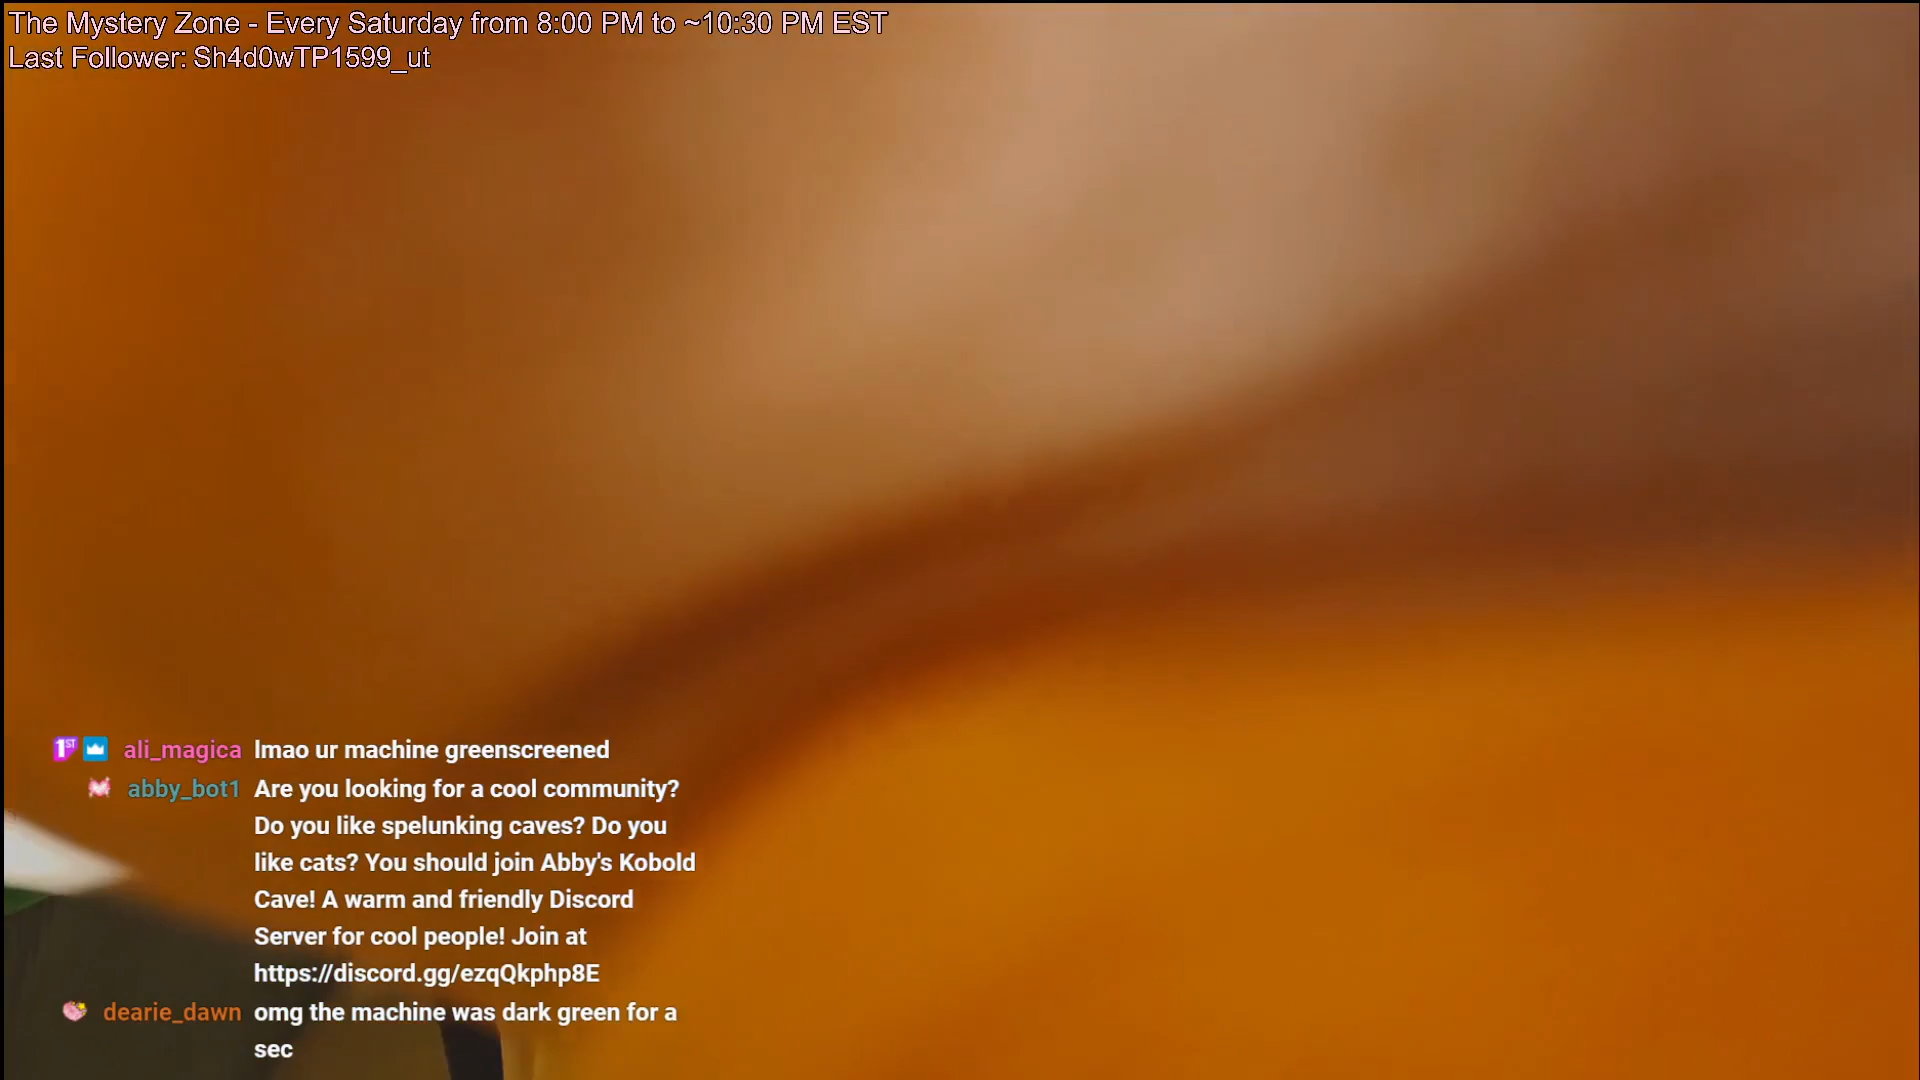 The Mystery Zone - Every Saturday from 8:00 PM to ~10:30 PM EST
Last Follower: Sh4d0wTP1599_ut
1ST ali_magica lmao ur machine greenscreened
abby_bot1 Are you looking for a cool community?
Do you like spelunking caves? Do you
like cats? You should join Abby's Kobold
Cave! A warm and friendly Discord
Server for cool people! Join at
https://discord.gg/ezqQkphp8E
dearie_dawn omg the machine was dark green for a
sec